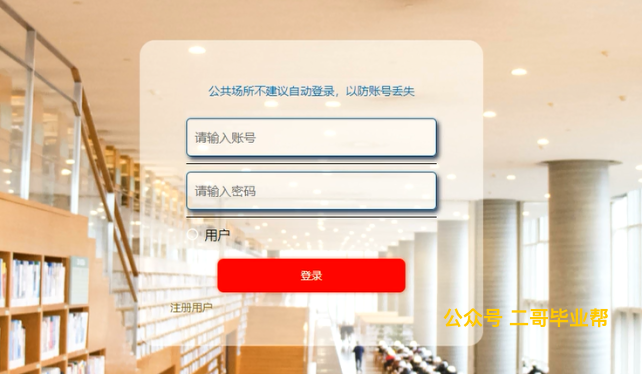 公共场所不建议自动登录，以防账号丢失
请输入账号
请输入密码
用户
登录
注册用户
公众号 二哥毕业帮